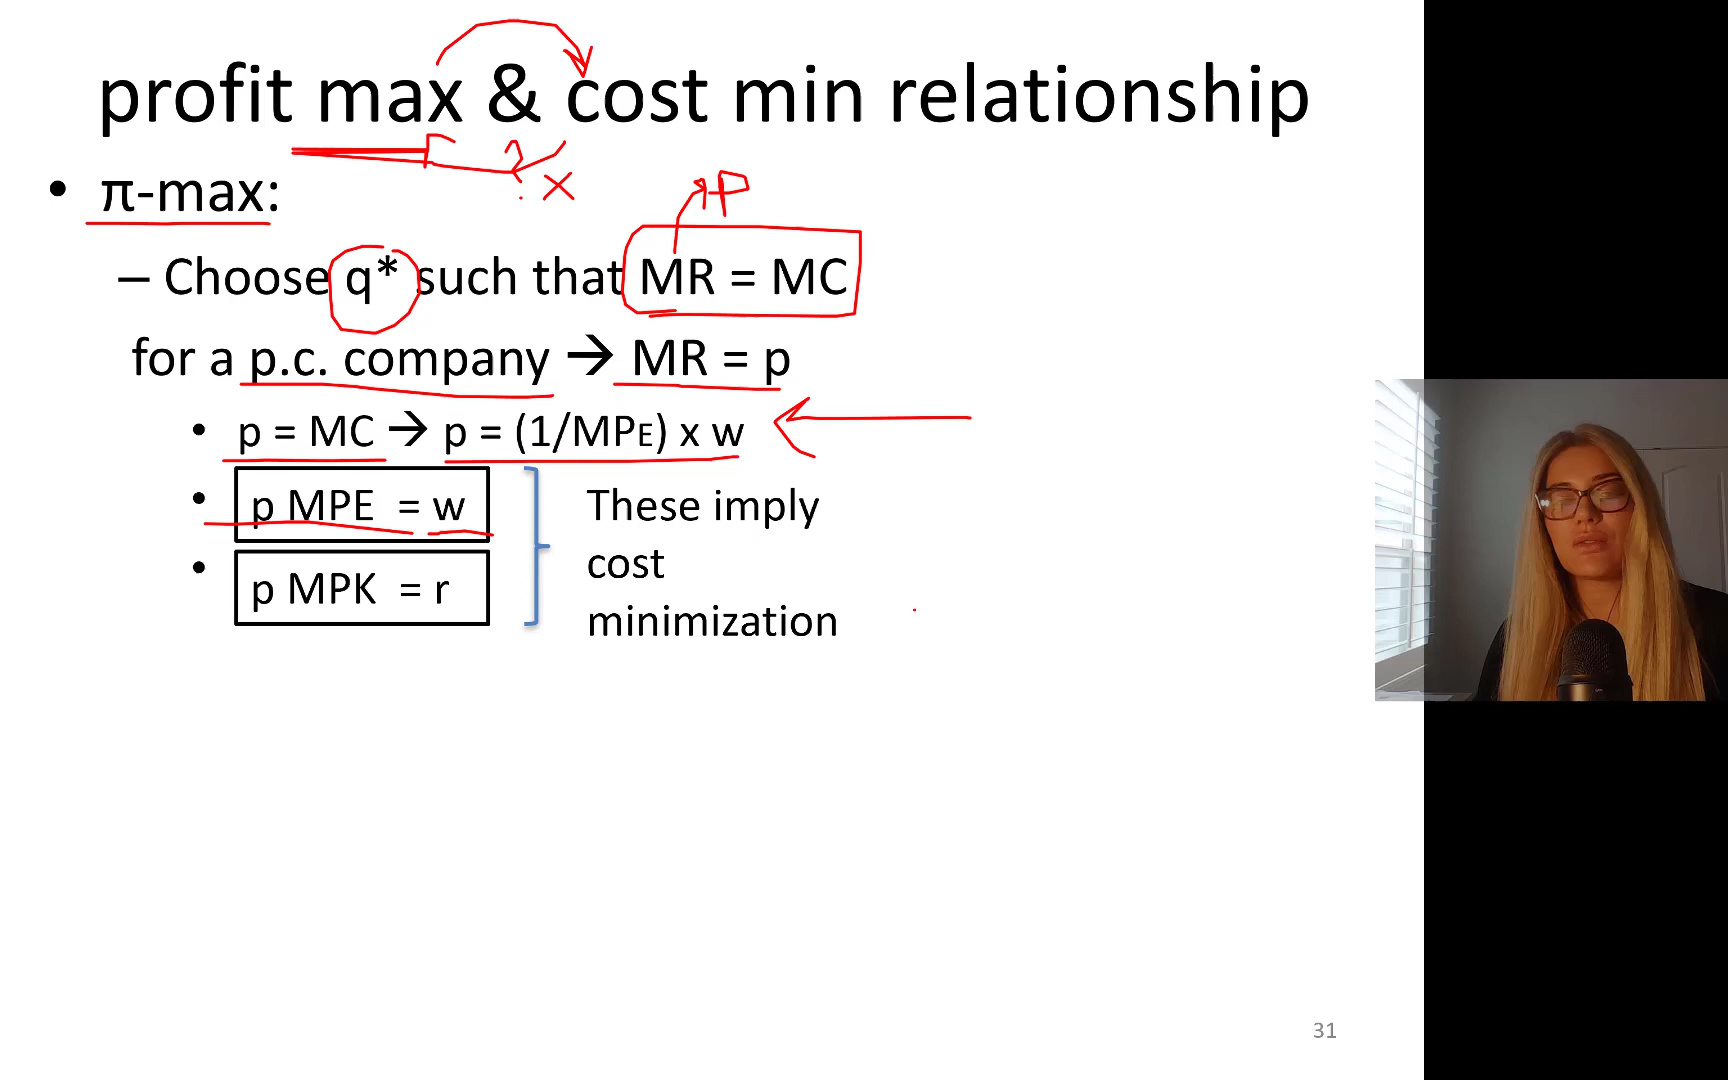 profit max & cost min relationship
? x
• π-max:
p
– Choose q* such that MR = MC
for a p.c. company → MR = p
• p = MC → p = (1/MPE) x w
• p MPE = w
• p MPK = r
These imply
cost
minimization
31